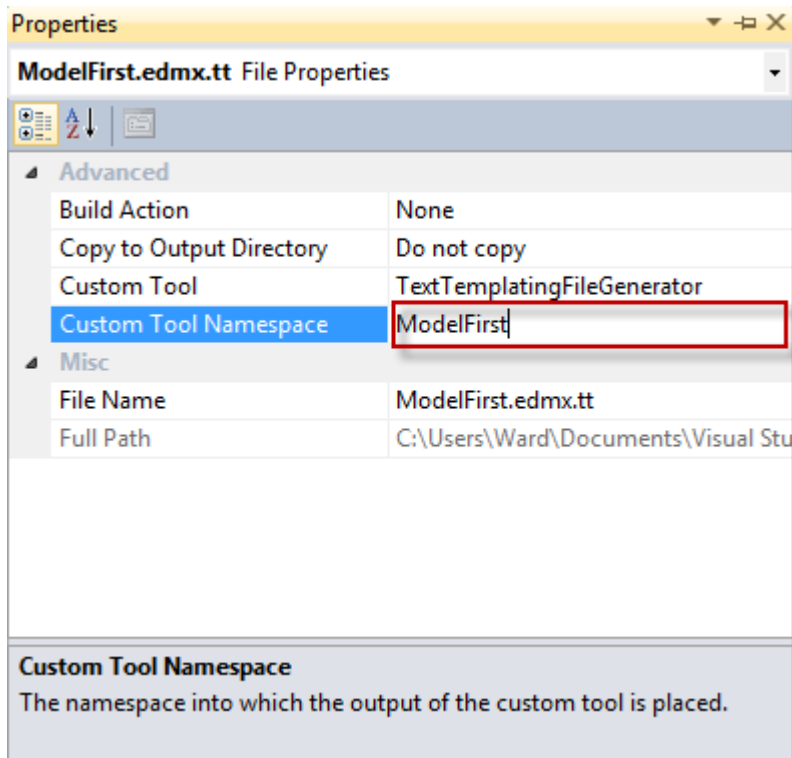 Properties
ModelFirst.edmx.tt File Properties
Advanced
Build Action None
Copy to Output Directory Do not copy
Custom Tool TextTemplatingFileGenerator
Custom Tool Namespace ModelFirst
Misc
File Name ModelFirst.edmx.tt
Full Path C:\Users\Ward\Documents\Visual Stu
Custom Tool Namespace
The namespace into which the output of the custom tool is placed.